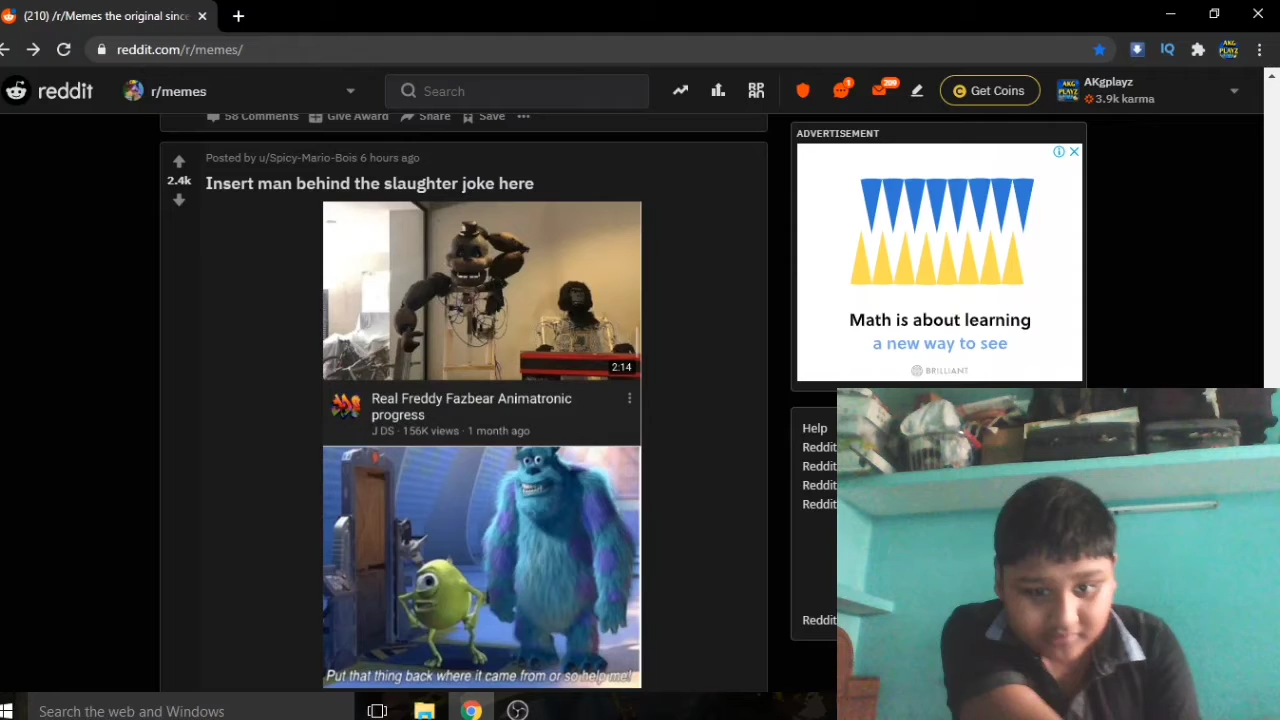 (210) /r/Memes the original since
reddit.com/r/memes/
reddit
r/memes
Search
1
Get Coins
AKgplayz
3.9k karma
58 Comments
Give Award
Share
Save
Posted by u/Spicy-Mario-Bois 6 hours ago
2.4k
Insert man behind the slaughter joke here
2:14
Real Freddy Fazbear Animatronic
progress
J DS · 156K views · 1 month ago
Put that thing back where it came from or so help me!
ADVERTISEMENT
Math is about learning
a new way to see
BRILLIANT
Help
Reddit
Reddit
Reddit
Reddit
Reddit
Search the web and Windows